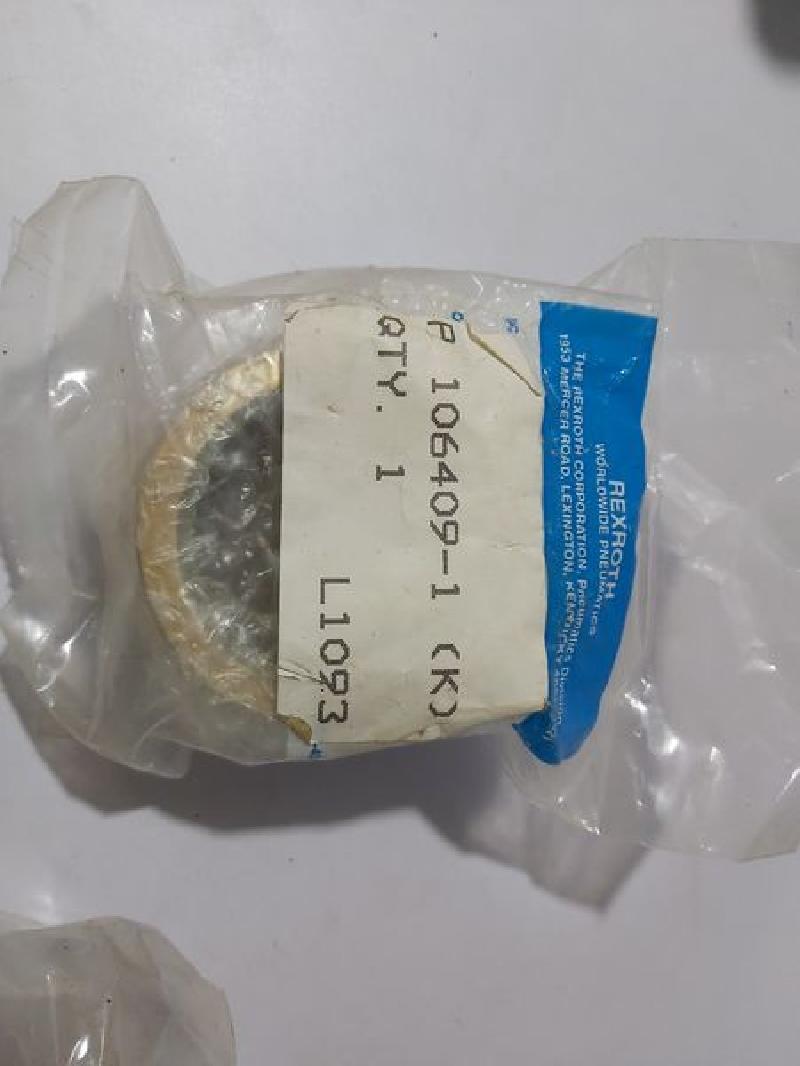 REXROTH
WORLDWIDE PNEUMATICS
THE REXROTH CORPORATION, Pneumatics Division
1953 MERCER ROAD, LEXINGTON, KENTUCKY
P 106409-1 (K)
QTY. 1
L1093